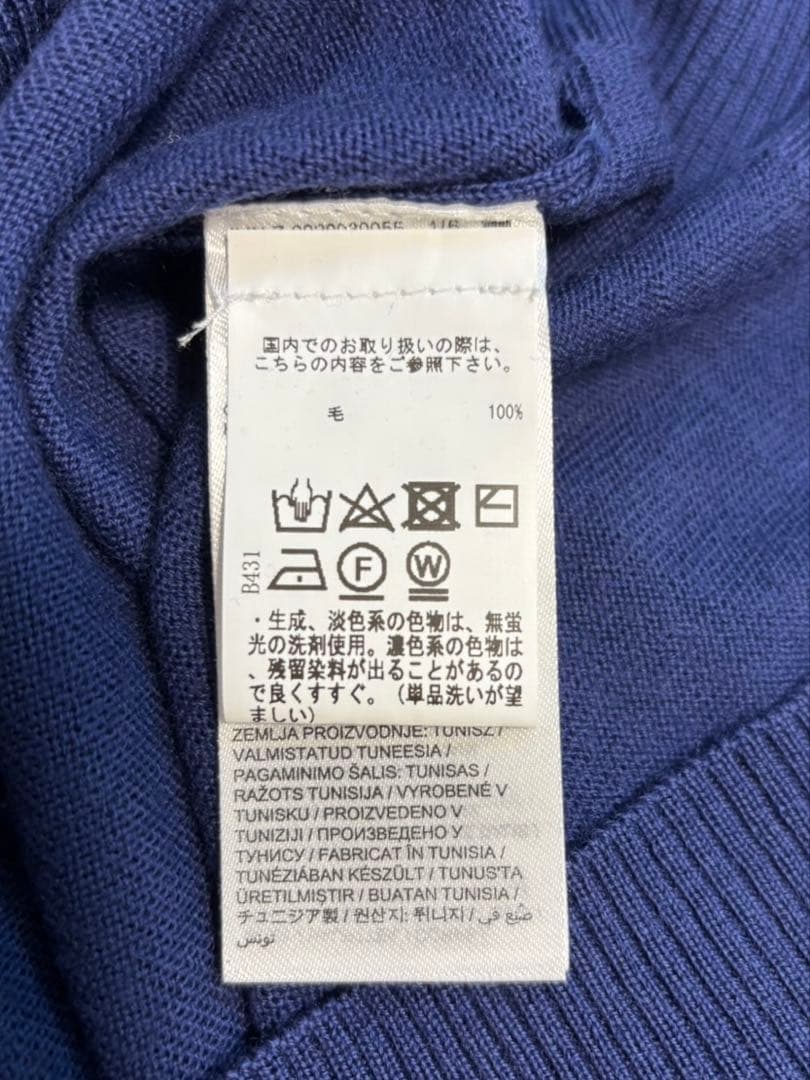 国内でのお取り扱いの際は、
こちらの内容をご参照下さい。
毛 100%
B431
F W
・生成、淡色系の色物は、無蛍
光の洗剤使用。濃色系の色物は
、残留染料が出ることがあるの
で良くすすぐ。（単品洗いが望
ましい）
ZEMLJA PROIZVODNJE: TUNISZ /
VALMISTATUD TUNEESIA /
PAGAMINIMO ŠALIS: TUNISAS /
RAŽOTS TUNISIJA / VYROBENÉ V
TUNISKU / PROIZVEDENO V
TUNIZIJI / ПРОИЗВЕДЕНО У
ТУНИСУ / FABRICAT ÎN TUNISIA /
TUNÉZIÁBAN KÉSZÜLT / TUNUS'TA
ÜRETILMIŞTIR / BUATAN TUNISIA /
チュニジア製 / 원산지: 튀니지 / صُنع في
تونس